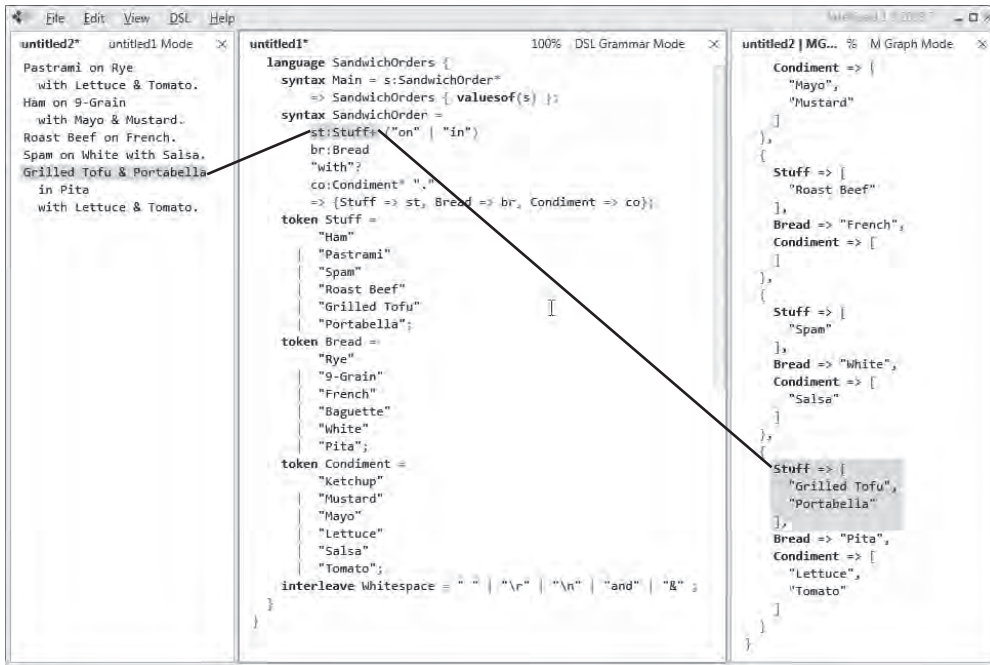 File Edit View DSL Help
untitled2* untitled1 Mode ×
Pastrami on Rye
with Lettuce & Tomato.
Ham on 9-Grain
with Mayo & Mustard.
Roast Beef on French.
Spam on White with Salsa.
Grilled Tofu & Portabella
in Pita
with Lettuce & Tomato.
untitled1* 100% DSL Grammar Mode ×
language SandwichOrders {
syntax Main = s:SandwichOrder*
=> SandwichOrders { valuesof(s) };
syntax SandwichOrder =
st:Stuff+ ("on" | "in")
br:Bread
"with"?
co:Condiment* "."
=> {Stuff => st, Bread => br, Condiment => co};
token Stuff =
"Ham"
| "Pastrami"
| "Spam"
| "Roast Beef"
| "Grilled Tofu"
| "Portabella";
token Bread =
"Rye"
| "9-Grain"
| "French"
| "Baguette"
| "White"
| "Pita";
token Condiment =
"Ketchup"
| "Mustard"
| "Mayo"
| "Lettuce"
| "Salsa"
| "Tomato";
interleave Whitespace = " " | "\r" | "\n" | "and" | "&" ;
}
}
untitled2 | MG... % M Graph Mode ×
Condiment => [
"Mayo",
"Mustard"
]
},
{
Stuff => [
"Roast Beef"
],
Bread => "French",
Condiment => [
]
},
{
Stuff => [
"Spam"
],
Bread => "White",
Condiment => [
"Salsa"
]
},
{
Stuff => [
"Grilled Tofu",
"Portabella"
],
Bread => "Pita",
Condiment => [
"Lettuce",
"Tomato"
]
}
}